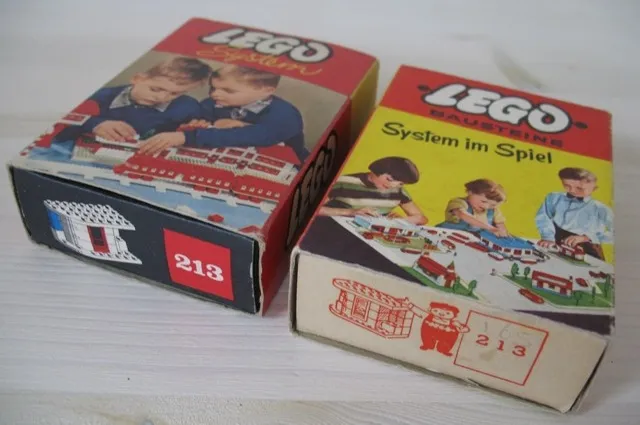 LEGO
System
213
LEGO
LEGO
BAUSTEINE
System im Spiel
213